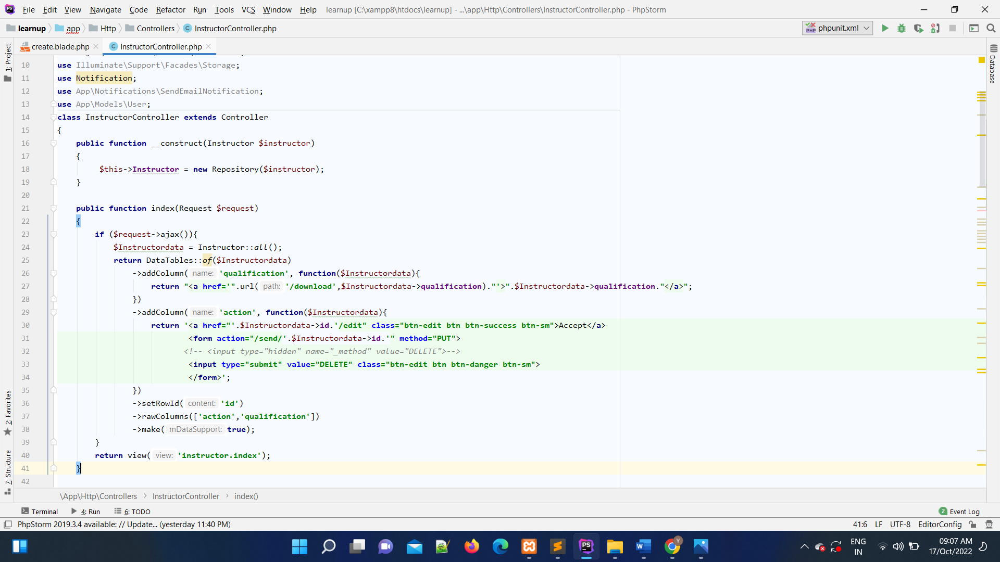 File Edit View Navigate Code Refactor Run Tools VCS Window Help learnup [C:\xampp8\htdocs\learnup] - ...\app\Http\Controllers\InstructorController.php - PhpStorm
learnup app Http Controllers InstructorController.php phpunit.xml
create.blade.php InstructorController.php
1: Project
Database
10 use Illuminate\Support\Facades\Storage;
11 use Notification;
12 use App\Notifications\SendEmailNotification;
13 use App\Models\User;
14 class InstructorController extends Controller
15 {
16 public function __construct(Instructor $instructor)
17 {
18 $this->Instructor = new Repository($instructor);
19 }
20
21 public function index(Request $request)
22 {
23 if ($request->ajax()){
24 $Instructordata = Instructor::all();
25 return DataTables::of($Instructordata)
26 ->addColumn( name: 'qualification', function($Instructordata){
27 return "<a href='".url( path: '/download',$Instructordata->qualification)."'>".$Instructordata->qualification."</a>";
28 })
29 ->addColumn( name: 'action', function($Instructordata){
30 return '<a href="'.$Instructordata->id.'/edit" class="btn-edit btn btn-success btn-sm">Accept</a>
31 <form action="/send/'.$Instructordata->id.'" method="PUT">
32 <!-- <input type="hidden" name="_method" value="DELETE">-->
33 <input type="submit" value="DELETE" class="btn-edit btn btn-danger btn-sm">
34 </form>';
35 })
36 ->setRowId( content: 'id')
37 ->rawColumns(['action','qualification'])
38 ->make( mDataSupport: true);
39 }
40 return view( view: 'instructor.index');
41 }
42
2: Favorites
7: Structure
\App\Http\Controllers InstructorController index()
Terminal 4: Run 6: TODO 2 Event Log
PhpStorm 2019.3.4 available: // Update... (yesterday 11:40 PM) 41:6 LF UTF-8 EditorConfig
ENG
IN
09:07 AM
17/Oct/2022